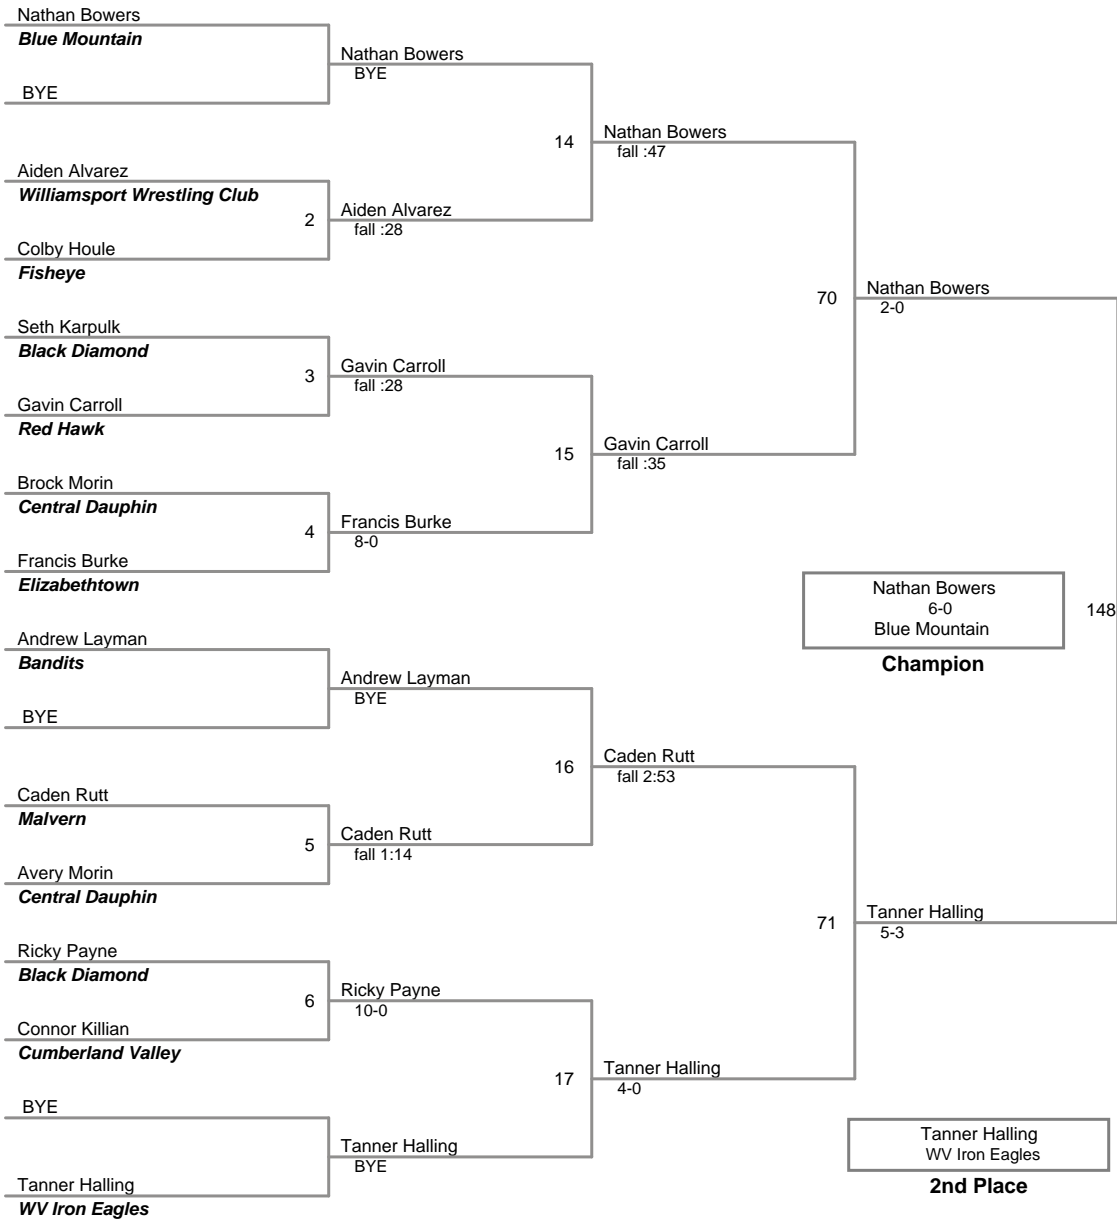 Nathan Bowers
Blue Mountain
BYE
Aiden Alvarez
Williamsport Wrestling Club
2
Colby Houle
Fisheye
Seth Karpulk
Black Diamond
3
Gavin Carroll
Red Hawk
Brock Morin
Central Dauphin
4
Francis Burke
Elizabethtown
Andrew Layman
Bandits
BYE
Caden Rutt
Malvern
5
Avery Morin
Central Dauphin
Ricky Payne
Black Diamond
6
Connor Killian
Cumberland Valley
BYE
Tanner Halling
WV Iron Eagles
Nathan Bowers
BYE
14
Aiden Alvarez
fall :28
Gavin Carroll
fall :28
15
Francis Burke
8-0
Andrew Layman
BYE
16
Caden Rutt
fall 1:14
Ricky Payne
10-0
17
Tanner Halling
BYE
Nathan Bowers
fall :47
70
Gavin Carroll
fall :35
Caden Rutt
fall 2:53
71
Tanner Halling
4-0
Nathan Bowers
2-0
148
Tanner Halling
5-3
Nathan Bowers
6-0
Blue Mountain
Champion
Tanner Halling
WV Iron Eagles
2nd Place